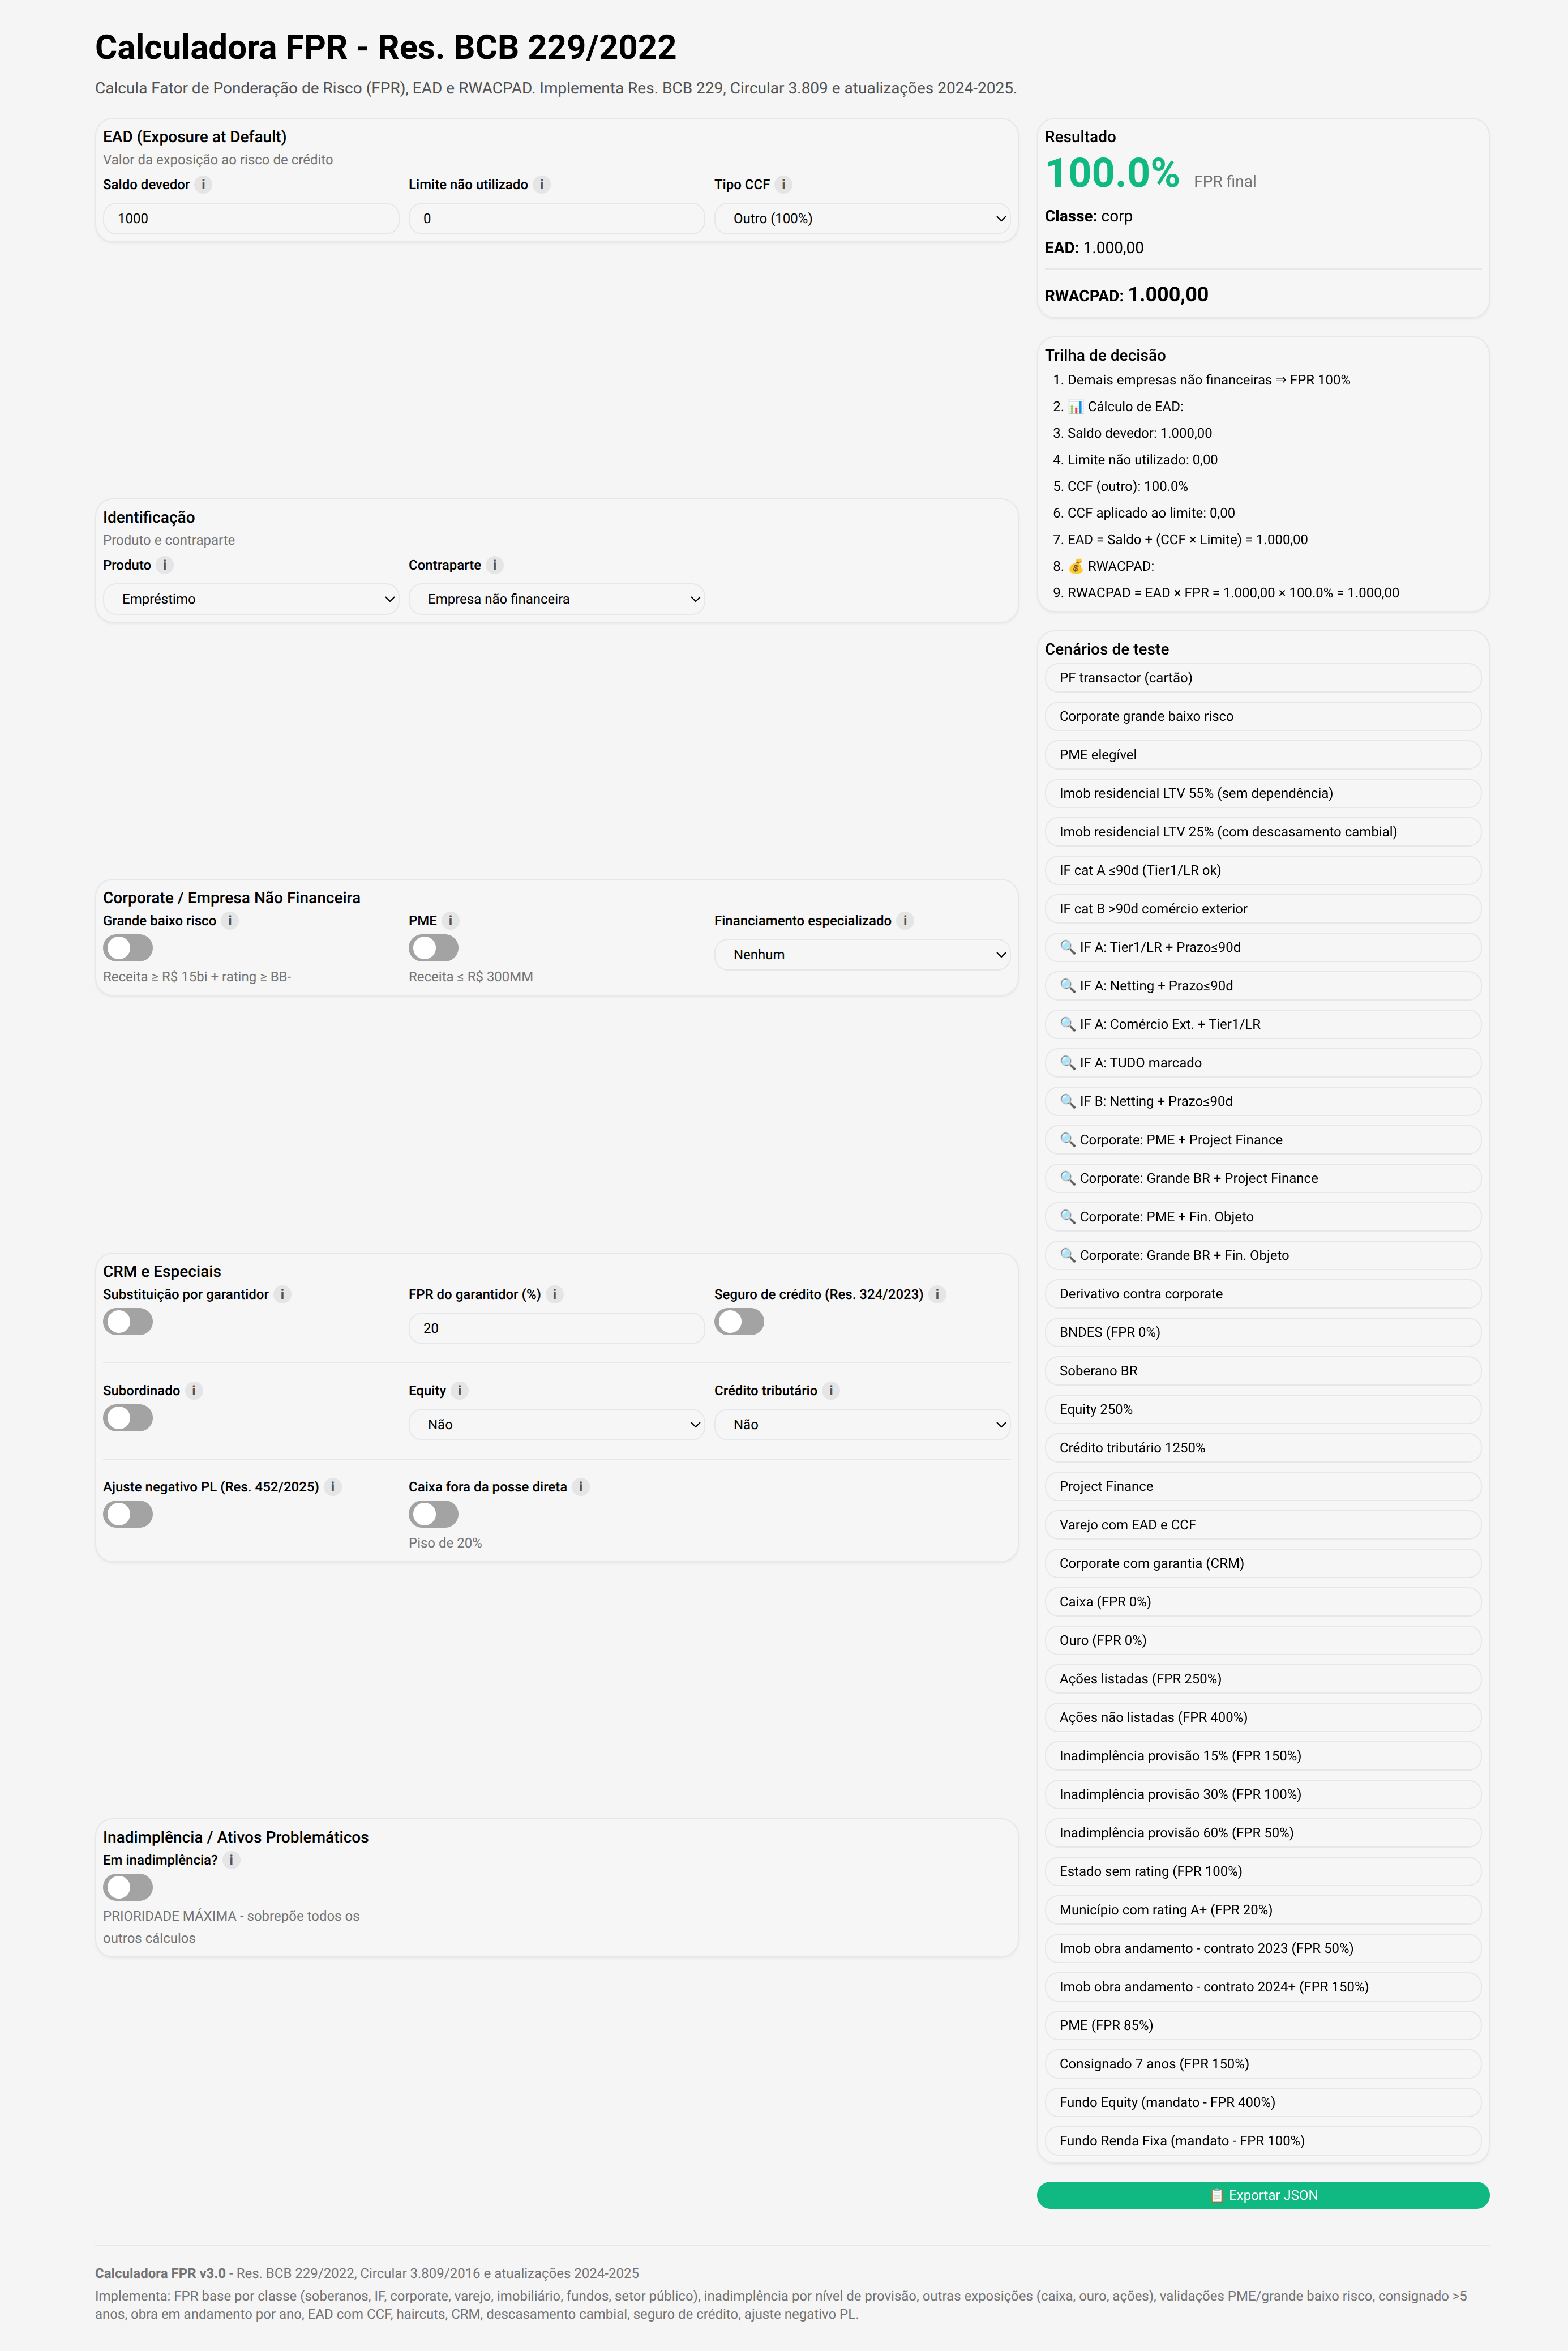 Calculadora FPR - Res. BCB 229/2022
Calcula Fator de Ponderação de Risco (FPR), EAD e RWACPAD. Implementa Res. BCB 229, Circular 3.809 e atualizações 2024-2025.
EAD (Exposure at Default)
Valor da exposição ao risco de crédito
Saldo devedor i
Limite não utilizado i
Tipo CCF i
1000
0
Outro (100%)
Identificação
Produto e contraparte
Produto i
Contraparte i
Empréstimo
Empresa não financeira
Corporate / Empresa Não Financeira
Grande baixo risco i
PME i
Financiamento especializado i
Nenhum
Receita ≥ R$ 15bi + rating ≥ BB-
Receita ≤ R$ 300MM
CRM e Especiais
Substituição por garantidor i
FPR do garantidor (%) i
Seguro de crédito (Res. 324/2023) i
20
Subordinado i
Equity i
Crédito tributário i
Não
Não
Ajuste negativo PL (Res. 452/2025) i
Caixa fora da posse direta i
Piso de 20%
Inadimplência / Ativos Problemáticos
Em inadimplência? i
PRIORIDADE MÁXIMA - sobrepõe todos os
outros cálculos
Resultado
100.0% FPR final
Classe: corp
EAD: 1.000,00
RWACPAD: 1.000,00
Trilha de decisão
1. Demais empresas não financeiras ⇒ FPR 100%
2. 📊 Cálculo de EAD:
3. Saldo devedor: 1.000,00
4. Limite não utilizado: 0,00
5. CCF (outro): 100.0%
6. CCF aplicado ao limite: 0,00
7. EAD = Saldo + (CCF × Limite) = 1.000,00
8. 💰 RWACPAD:
9. RWACPAD = EAD × FPR = 1.000,00 × 100.0% = 1.000,00
Cenários de teste
PF transactor (cartão)
Corporate grande baixo risco
PME elegível
Imob residencial LTV 55% (sem dependência)
Imob residencial LTV 25% (com descasamento cambial)
IF cat A ≤90d (Tier1/LR ok)
IF cat B >90d comércio exterior
🔍 IF A: Tier1/LR + Prazo≤90d
🔍 IF A: Netting + Prazo≤90d
🔍 IF A: Comércio Ext. + Tier1/LR
🔍 IF A: TUDO marcado
🔍 IF B: Netting + Prazo≤90d
🔍 Corporate: PME + Project Finance
🔍 Corporate: Grande BR + Project Finance
🔍 Corporate: PME + Fin. Objeto
🔍 Corporate: Grande BR + Fin. Objeto
Derivativo contra corporate
BNDES (FPR 0%)
Soberano BR
Equity 250%
Crédito tributário 1250%
Project Finance
Varejo com EAD e CCF
Corporate com garantia (CRM)
Caixa (FPR 0%)
Ouro (FPR 0%)
Ações listadas (FPR 250%)
Ações não listadas (FPR 400%)
Inadimplência provisão 15% (FPR 150%)
Inadimplência provisão 30% (FPR 100%)
Inadimplência provisão 60% (FPR 50%)
Estado sem rating (FPR 100%)
Município com rating A+ (FPR 20%)
Imob obra andamento - contrato 2023 (FPR 50%)
Imob obra andamento - contrato 2024+ (FPR 150%)
PME (FPR 85%)
Consignado 7 anos (FPR 150%)
Fundo Equity (mandato - FPR 400%)
Fundo Renda Fixa (mandato - FPR 100%)
📋 Exportar JSON
Calculadora FPR v3.0 - Res. BCB 229/2022, Circular 3.809/2016 e atualizações 2024-2025
Implementa: FPR base por classe (soberanos, IF, corporate, varejo, imobiliário, fundos, setor público), inadimplência por nível de provisão, outras exposições (caixa, ouro, ações), validações PME/grande baixo risco, consignado >5
anos, obra em andamento por ano, EAD com CCF, haircuts, CRM, descasamento cambial, seguro de crédito, ajuste negativo PL.